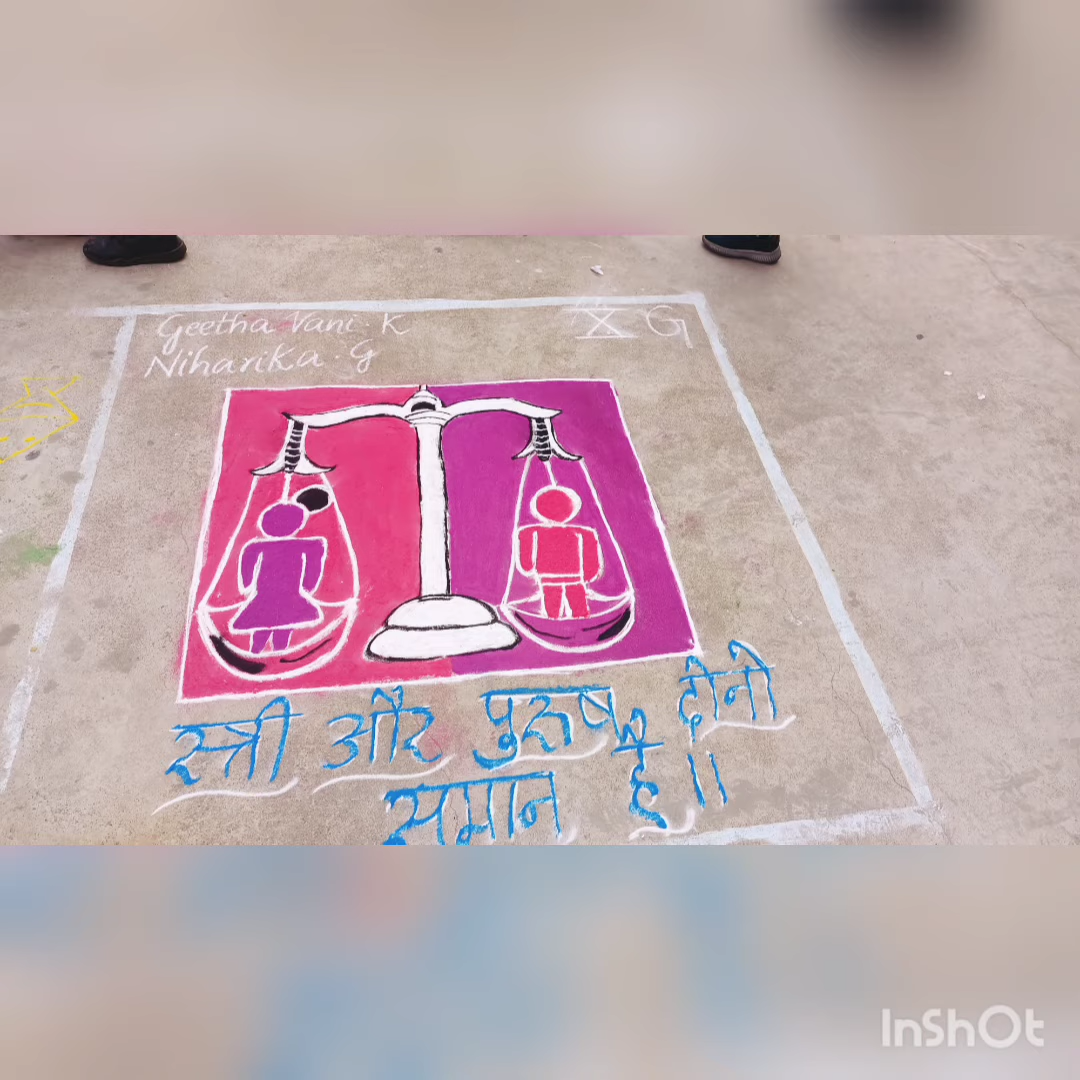 Geetha Vani. K
Niharika. G
X G
स्त्री और पुरूष दोनो
समान है॥
InShOt